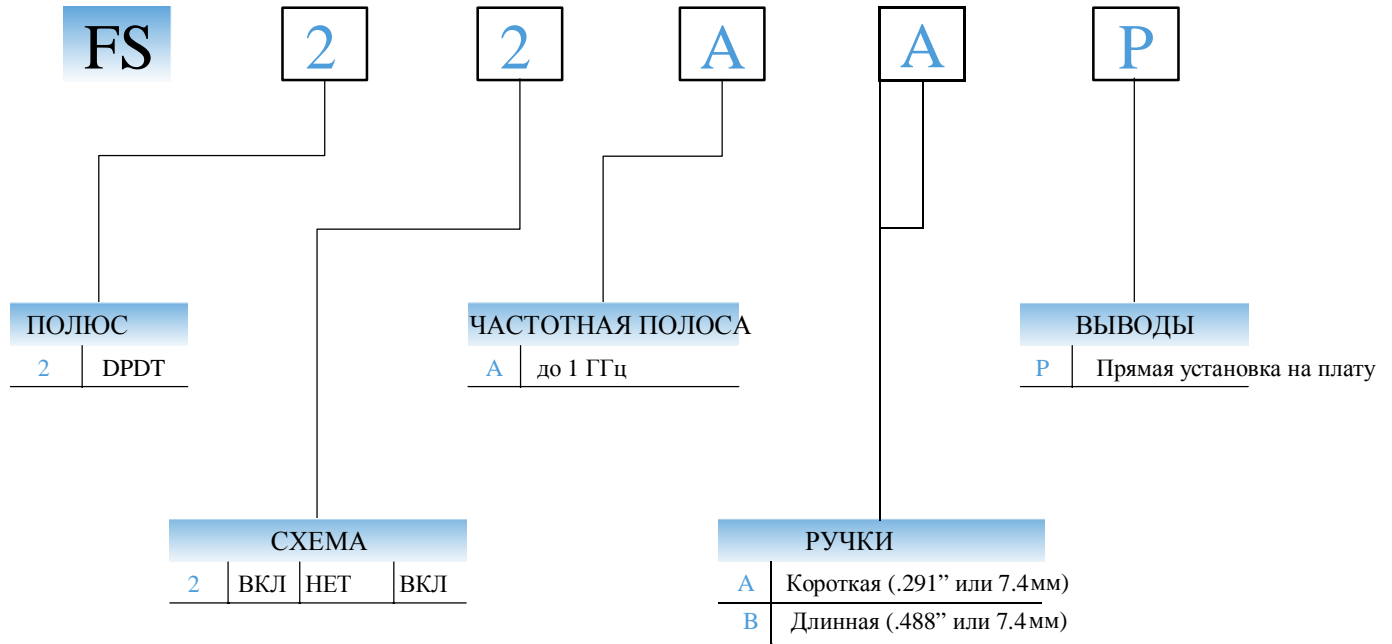 FS 2 2 A A P
ПОЛЮС
2 DPDT
ЧАСТОТНАЯ ПОЛОСА
A до 1 ГГц
ВЫВОДЫ
P Прямая установка на плату
СХЕМА
2 ВКЛ НЕТ ВКЛ
РУЧКИ
A Короткая (.291” или 7.4мм)
B Длинная (.488” или 7.4мм)